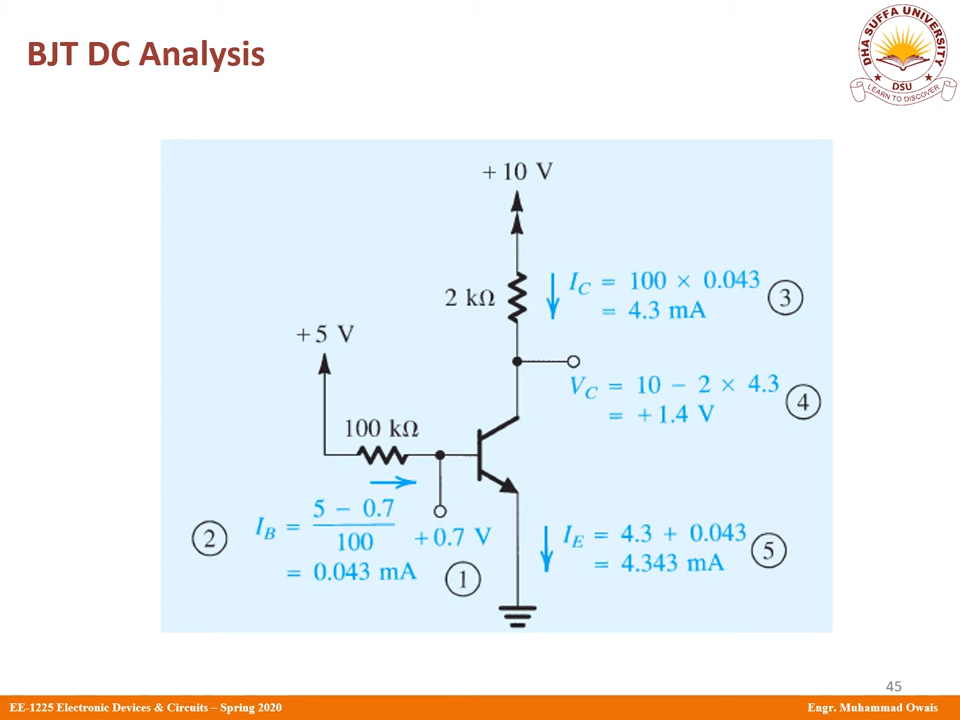 BJT DC Analysis
DHA SUFFA UNIVERSITY
DSU
LEARN TO DISCOVER
+ 10 V
2 kΩ
I_C = 100 × 0.043
= 4.3 mA
3
+ 5 V
V_C = 10 − 2 × 4.3
= + 1.4 V
4
100 kΩ
I_B = (5 − 0.7) / 100
= 0.043 mA
2
+0.7 V
1
I_E = 4.3 + 0.043
= 4.343 mA
5
45
EE-1225 Electronic Devices & Circuits – Spring 2020
Engr. Muhammad Owais